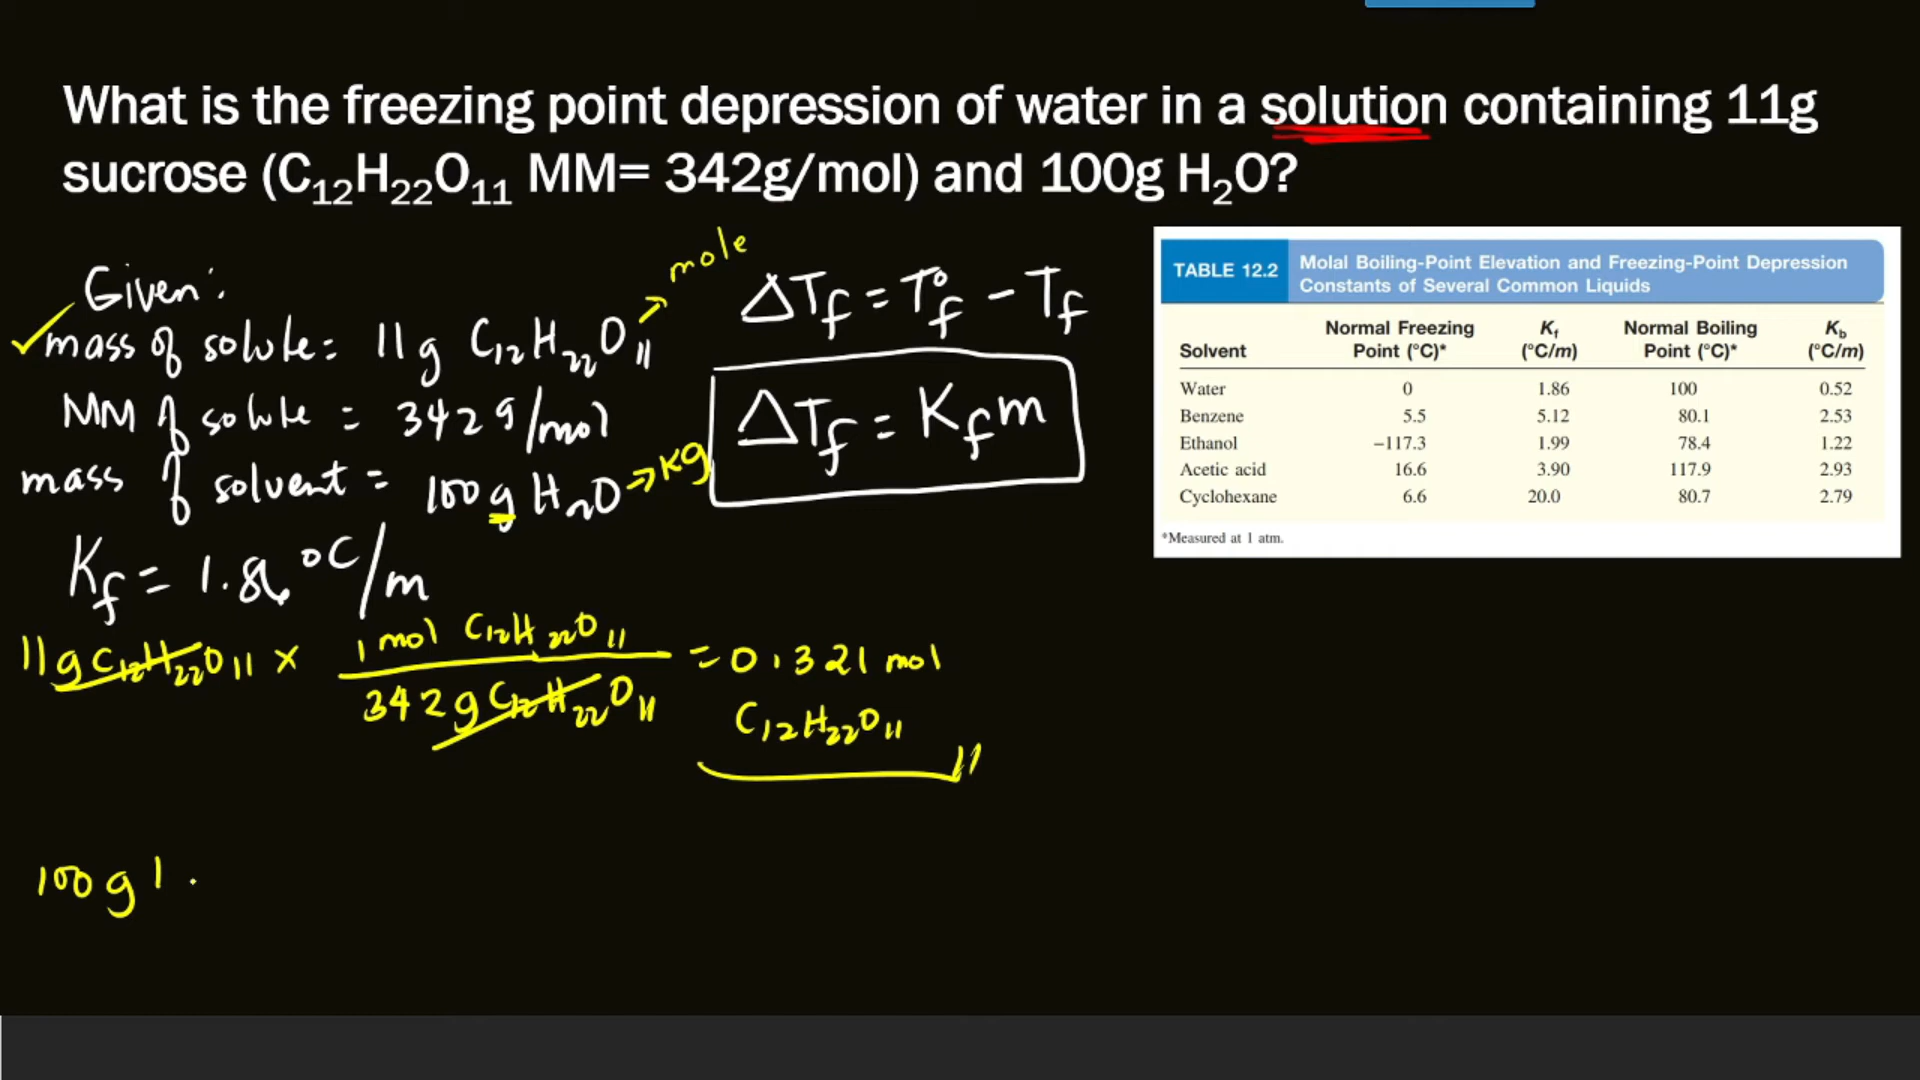 What is the freezing point depression of water in a solution containing 11g
sucrose (C₁₂H₂₂O₁₁ MM= 342g/mol) and 100g H₂O?
Given:
mass of solute: 11g C₁₂H₂₂O₁₁ → mole
MM of solute = 342g/mol
mass of solvent = 100g H₂O → kg
Kf = 1.86 °C/m
ΔTf = T°f - Tf
ΔTf = Kfm
TABLE 12.2 Molal Boiling-Point Elevation and Freezing-Point Depression
Constants of Several Common Liquids
Solvent Normal Freezing Point (°C)* Kf (°C/m) Normal Boiling Point (°C)* Kb (°C/m)
Water 0 1.86 100 0.52
Benzene 5.5 5.12 80.1 2.53
Ethanol −117.3 1.99 78.4 1.22
Acetic acid 16.6 3.90 117.9 2.93
Cyclohexane 6.6 20.0 80.7 2.79
*Measured at 1 atm.
11g C₁₂H₂₂O₁₁ x 1 mol C₁₂H₂₂O₁₁ = 0.321 mol
342g C₁₂H₂₂O₁₁ C₁₂H₂₂O₁₁
100g